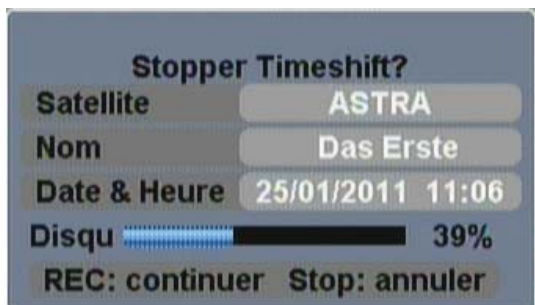 Stopper Timeshift?
Satellite ASTRA
Nom Das Erste
Date & Heure 25/01/2011 11:06
Disqu 39%
REC: continuer Stop: annuler